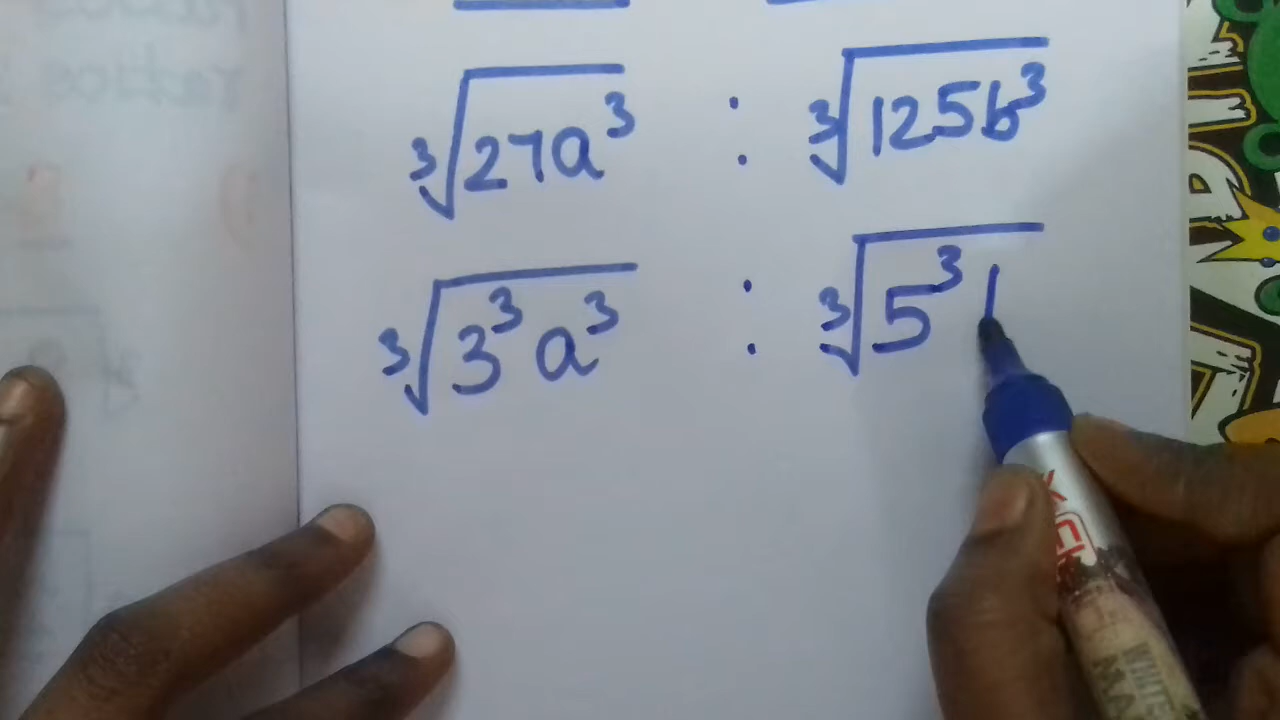 ∛27a³ : ∛125b³
∛3³a³ : ∛5³